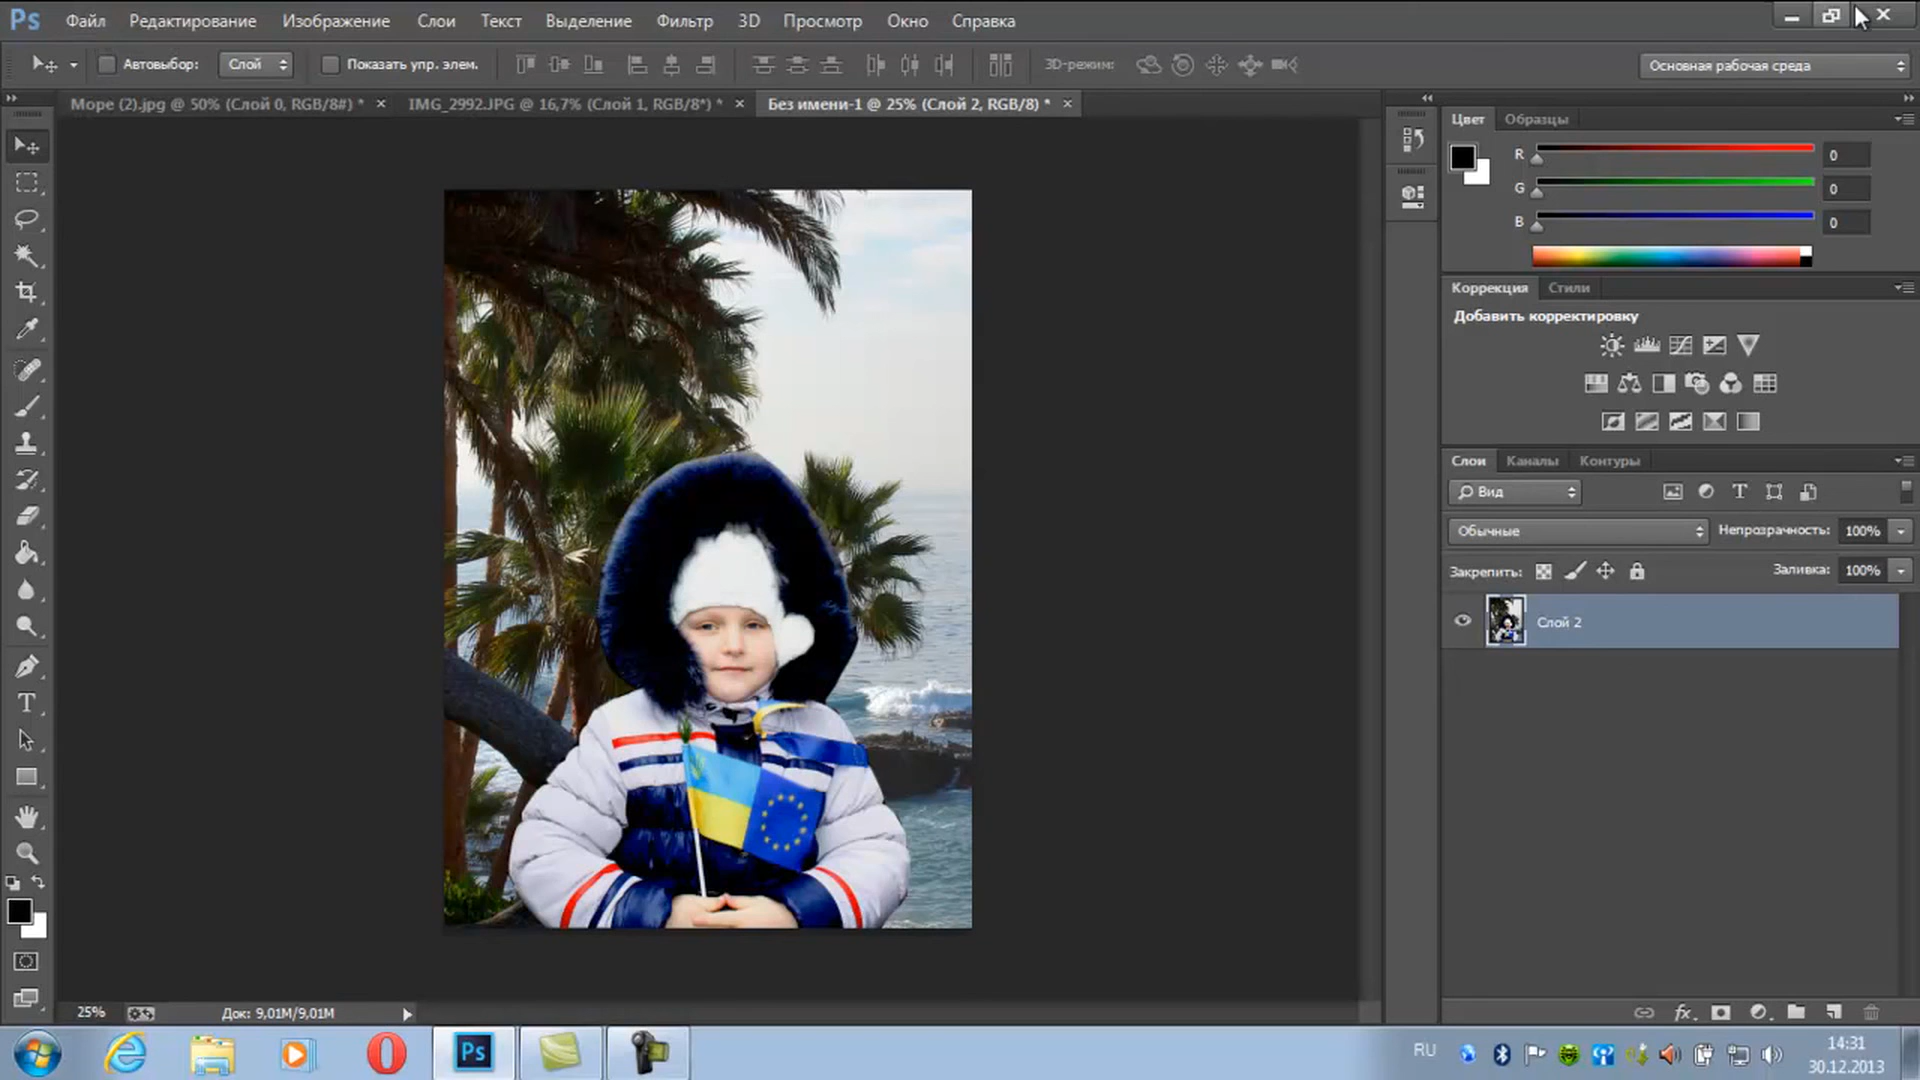 Ps Файл Редактирование Изображение Слои Текст Выделение Фильтр 3D Просмотр Окно Справка
Автовыбор: Слой Показать упр. элем. 3D-режим: Основная рабочая среда
Море (2).jpg @ 50% (Слой 0, RGB/8#) * × IMG_2992.JPG @ 16,7% (Слой 1, RGB/8*) * × Без имени-1 @ 25% (Слой 2, RGB/8) * ×
Цвет Образцы
R 0
G 0
B 0
Коррекция Стили
Добавить корректировку
Слои Каналы Контуры
Вид
Обычные Непрозрачность: 100%
Закрепить: Заливка: 100%
Слой 2
25% Док: 9,01M/9,01M
Ps
RU
14:31
30.12.2013